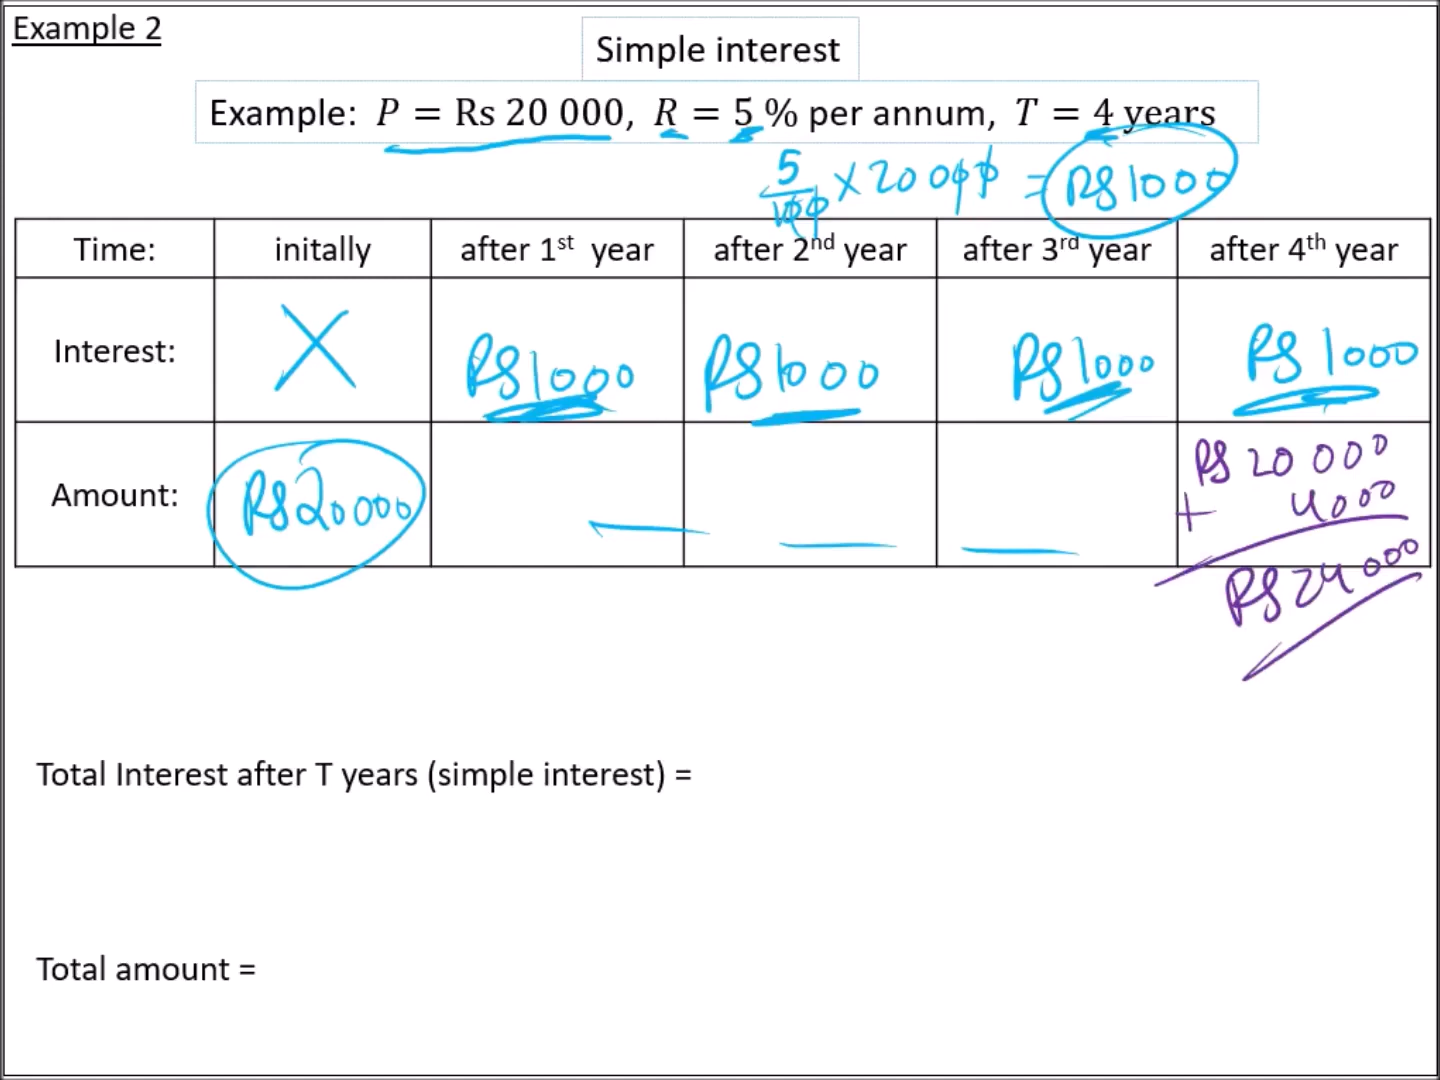 Example 2
Simple interest
Example: P = Rs 20 000, R = 5 % per annum, T = 4 years
5/100 × 20 000 = Rs 1000
Time: initally after 1st year after 2nd year after 3rd year after 4th year
Interest: X Rs 1000 Rs 1000 Rs 1000 Rs 1000
Amount: Rs 20000 Rs 20 000
+ 4000
Rs 24 000
Total Interest after T years (simple interest) =
Total amount =